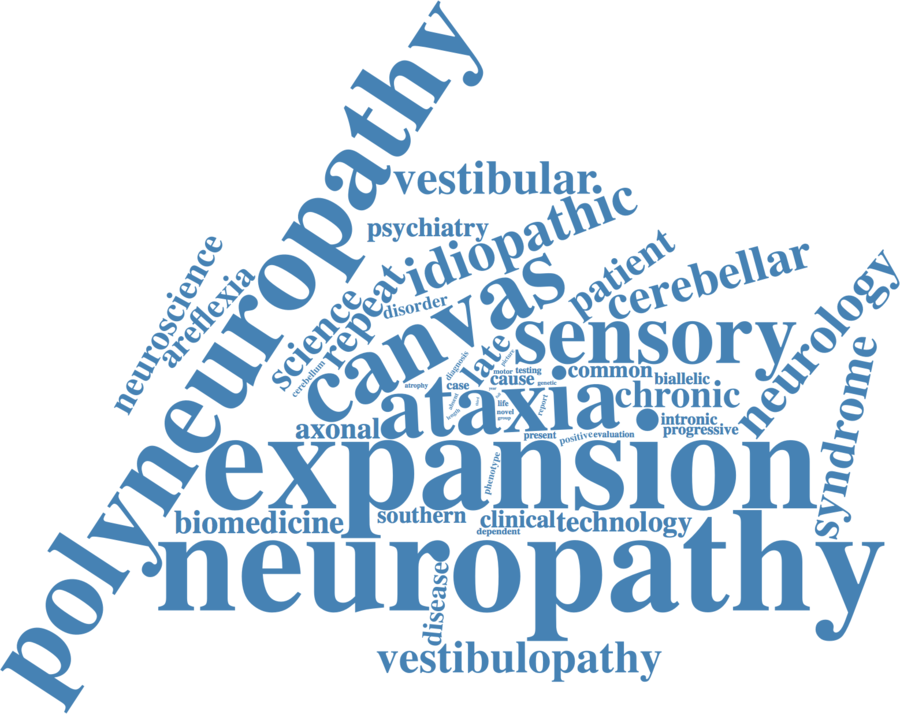 polyneuropathy
vestibular
psychiatry
idiopathic
neuroscience
areflexia
science
repeat
disorder
canvas
patient
cerebellar
neurology
sensory
late
cerebellum
diagnosis
motor
testing
common
cause
genetic
biallelic
atrophy
case
syndrome
ataxia
chronic
life
novel
group
report
length
intronic
progressive
axonal
present
positive
evaluation
expansion
phenotype
biomedicine
southern
clinical
technology
dependent
neuropathy
disease
vestibulopathy